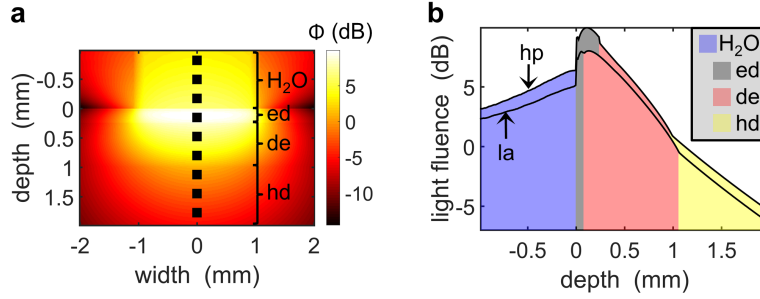 a
Φ (dB)
-0.5
0
0.5
1
1.5
depth (mm)
H₂O
ed
de
hd
5
0
-5
-10
-2
-1
0
1
2
width (mm)
b
light fluence (dB)
5
0
-5
hp
la
H₂O
ed
de
hd
-0.5
0
0.5
1
1.5
depth (mm)